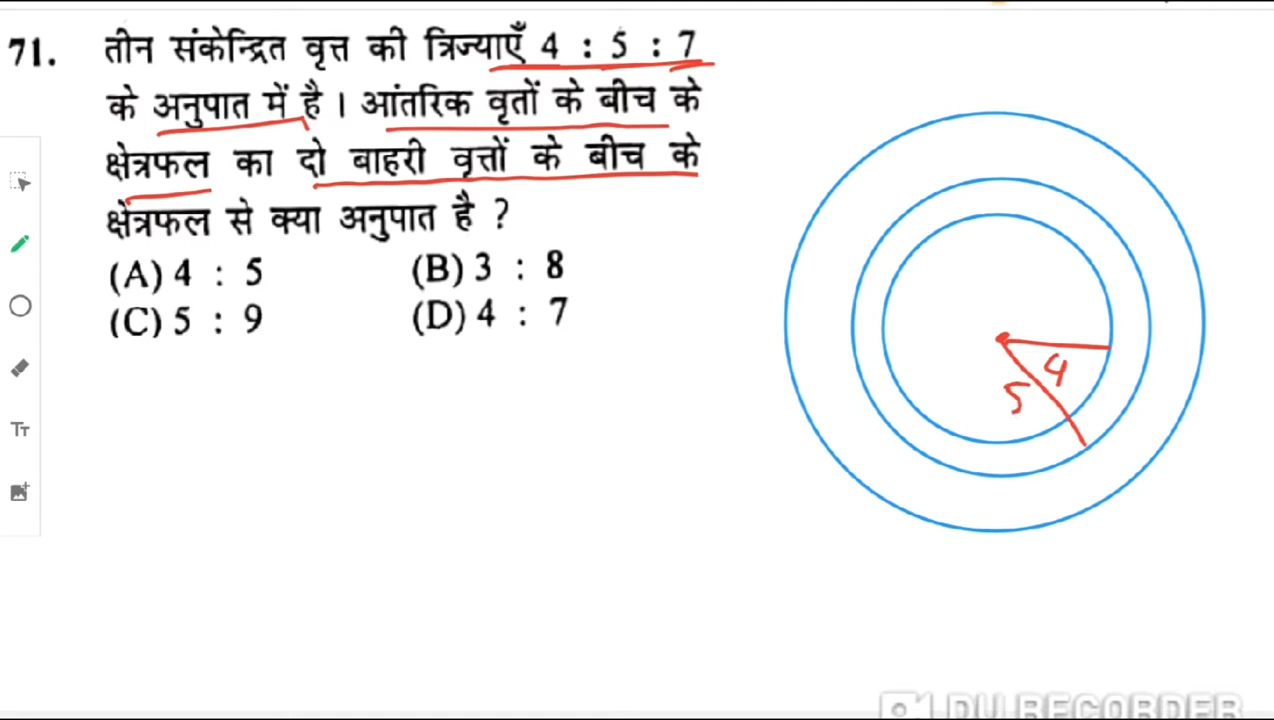 71. तीन संकेन्द्रित वृत्त की त्रिज्याएँ 4 : 5 : 7
के अनुपात में है । आंतरिक वृतों के बीच के
क्षेत्रफल का दो बाहरी वृत्तों के बीच के
क्षेत्रफल से क्या अनुपात है ?
(A) 4 : 5 (B) 3 : 8
(C) 5 : 9 (D) 4 : 7
4
5
TT
DU RECORDER